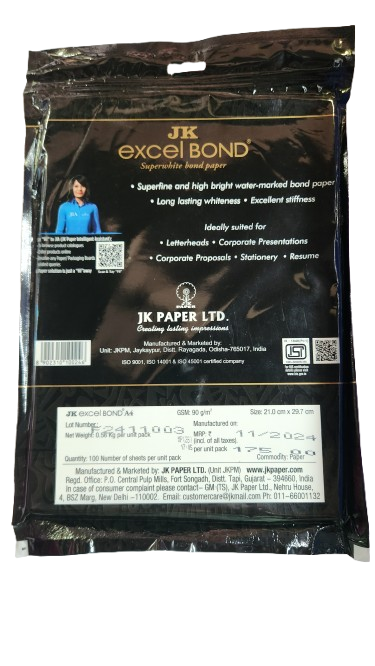 JK
excel BOND
Superwhite bond paper
• Superfine and high bright water-marked bond paper
• Long lasting whiteness • Excellent stiffness
Ideally suited for
• Letterheads • Corporate Presentations
• Corporate Proposals • Stationery • Resume
JK PAPER LTD.
Creating lasting impressions
Manufactured & Marketed by:
Unit: JKPM, Jaykaypur, Distt. Rayagada, Odisha-765017, India
ISO 9001, ISO 14001 & ISO 45001 certified company
JK excel BOND A4 GSM: 90 g/m² Size: 21.0 cm x 29.7 cm
Lot Number: F2411003 Manufactured on 11/2024
Net weight: 0.56 Kg per unit pack MRP ₹
(incl. of all taxes)
per unit pack 175 00
Quantity: 100 Number of sheets per unit pack Commodity: Paper
Manufactured & Marketed by: JK PAPER LTD. (Unit JKPM) www.jkpaper.com
Regd. Office: P.O. Central Pulp Mills, Fort Songadh, Distt. Tapi, Gujarat – 394660, India
In case of consumer complaint please contact– GM (TS), JK Paper Ltd., Nehru House,
4, BSZ Marg, New Delhi –110002. Email: customercare@jkmail.com Ph: 011–66001132